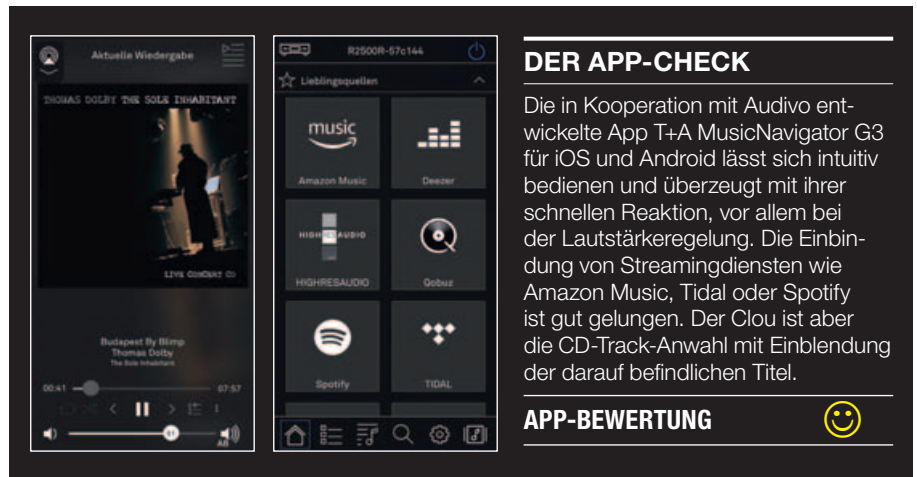 Aktuelle Wiedergabe
THOMAS DOLBY THE SOLE INHABITANT
LIVE CONCERT CD
Budapest By Blimp
Thomas Dolby
The Sole Inhabitant
00:41
07:57
R2500R-57c144
Lieblingsquellen
music
Amazon Music
Deezer
HIGHRESAUDIO
HIGHRESAUDIO
Qobuz
Spotify
TIDAL
DER APP-CHECK
Die in Kooperation mit Audivo ent-
wickelte App T+A MusicNavigator G3
für iOS und Android lässt sich intuitiv
bedienen und überzeugt mit ihrer
schnellen Reaktion, vor allem bei
der Lautstärkeregelung. Die Einbin-
dung von Streamingdiensten wie
Amazon Music, Tidal oder Spotify
ist gut gelungen. Der Clou ist aber
die CD-Track-Anwahl mit Einblendung
der darauf befindlichen Titel.
APP-BEWERTUNG